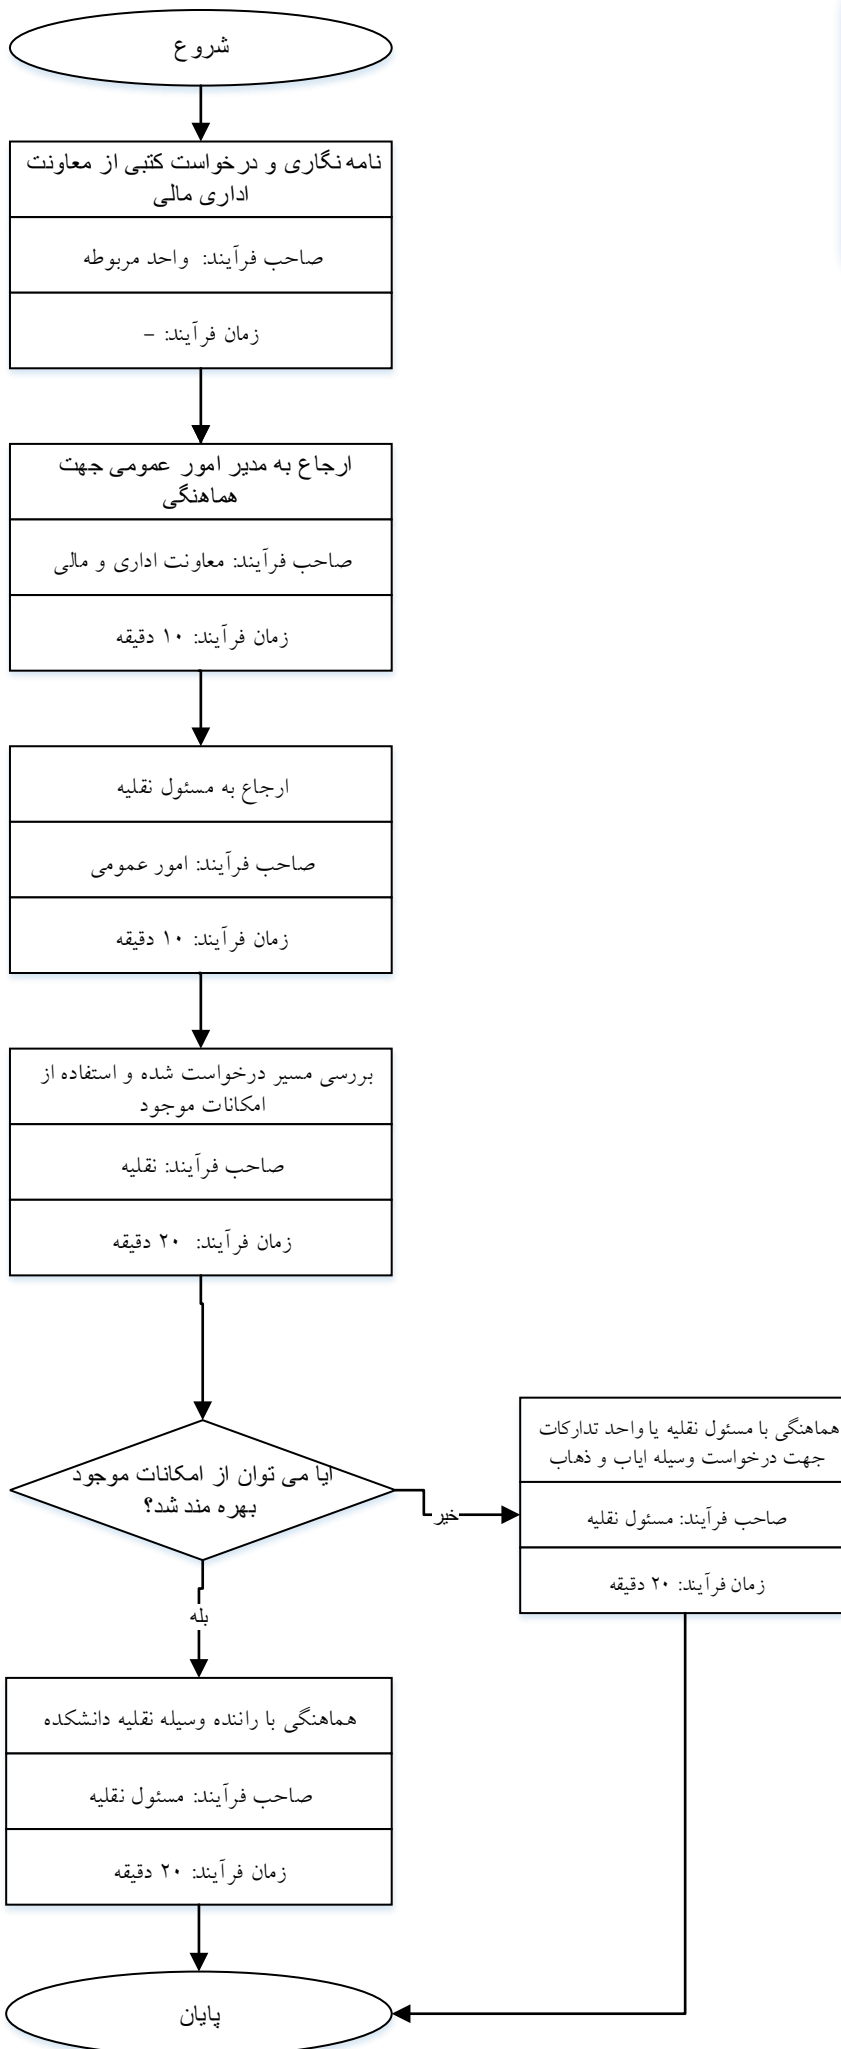 شروع
نامه نگاری و درخواست کتبی از معاونت
اداری مالی
صاحب فرآیند: واحد مربوطه
زمان فرآیند: –
ارجاع به مدیر امور عمومی جهت
هماهنگی
صاحب فرآیند: معاونت اداری و مالی
زمان فرآیند: ۱۰ دقیقه
ارجاع به مسئول نقلیه
صاحب فرآیند: امور عمومی
زمان فرآیند: ۱۰ دقیقه
بررسی مسیر درخواست شده و استفاده از
امکانات موجود
صاحب فرآیند: نقلیه
زمان فرآیند: ۲۰ دقیقه
ایا می توان از امکانات موجود
بهره مند شد؟
خیر
هماهنگی با مسئول نقلیه یا واحد تدارکات
جهت درخواست وسیله ایاب و ذهاب
صاحب فرآیند: مسئول نقلیه
زمان فرآیند: ۲۰ دقیقه
بله
هماهنگی با راننده وسیله نقلیه دانشکده
صاحب فرآیند: مسئول نقلیه
زمان فرآیند: ۲۰ دقیقه
پایان